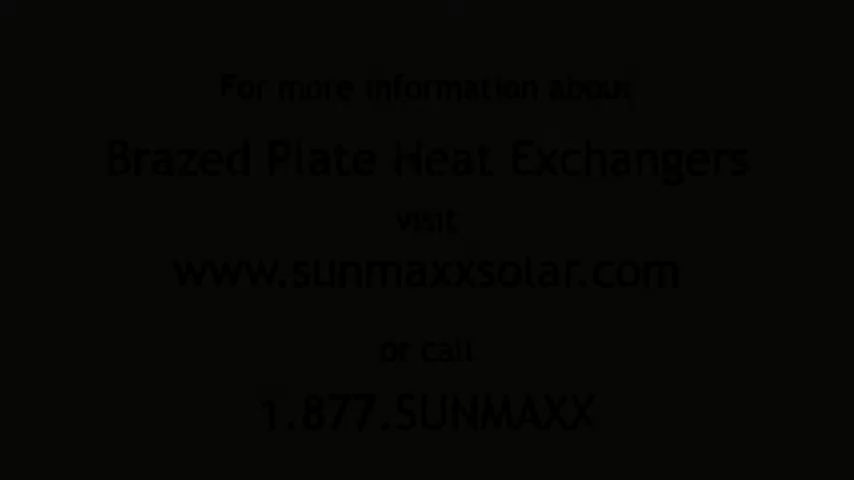 For more information about
Brazed Plate Heat Exchangers
visit
www.sunmaxxsolar.com
or call
1.877.SUNMAXX